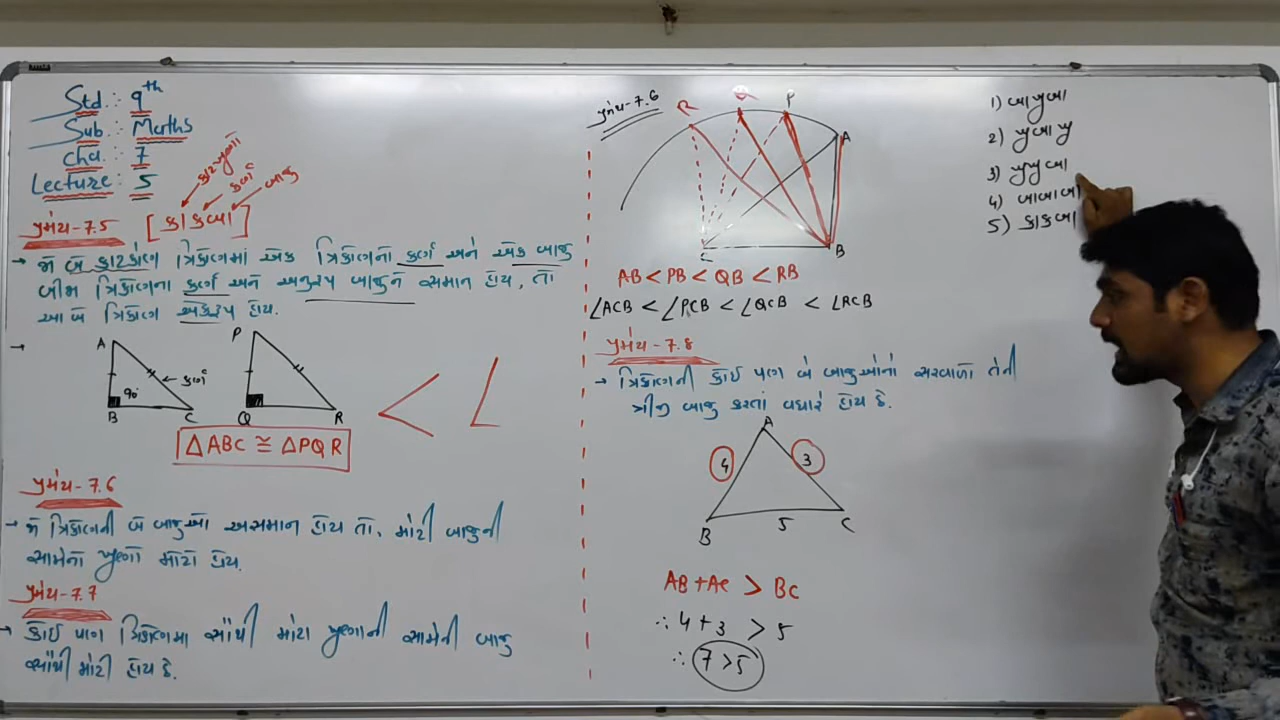 Std. : 9th
Sub : Maths
cha : 7
Lecture : 5
કાટખૂણો
કર્ણ
બાજુ
પ્રમેય-7.5 [કાકબા]
→ જો બે કાટકોણ ત્રિકોણમાં એક ત્રિકોણનો કર્ણ અને એક બાજુ
બીજા ત્રિકોણના કર્ણ અને અનુરૂપ બાજુને સમાન હોય, તો
આ બે ત્રિકોણ એકરૂપ હોય.
→
A
P
કર્ણ
90°
B C Q R
△ABC ≅ △PQR
પ્રમેય-7.6
→ જો ત્રિકોણની બે બાજુઓ અસમાન હોય તો, મોટી બાજુની
સામેનો ખૂણો મોટો હોય.
પ્રમેય-7.7
→ કોઈ પણ ત્રિકોણમા સૌથી મોટા ખૂણાની સામેની બાજુ
સૌથી મોટી હોય છે.
પ્રમેય-7.6
R Q P A
C B
AB < PB < QB < RB
∠ACB < ∠PCB < ∠QCB < ∠RCB
પ્રમેય-7.8
→ ત્રિકોણની કોઈ પણ બે બાજુઓનો સરવાળો તેની
ત્રીજી બાજુ કરતાં વધારે હોય છે.
A
4 3
B 5 C
AB + AC > BC
∴ 4 + 3 > 5
∴ 7 > 5
1) બાખૂબા
2) ખૂબાખૂ
3) ખૂખૂબા
4) બાબાબા
5) કાકબા